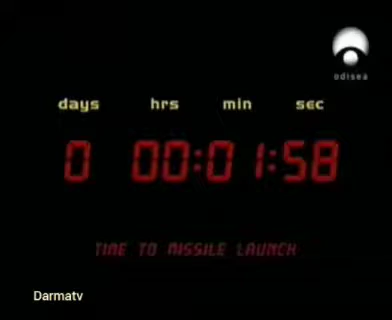 odisea
days hrs min sec
0 00:01:58
TIME TO MISSILE LAUNCH
Darmatv